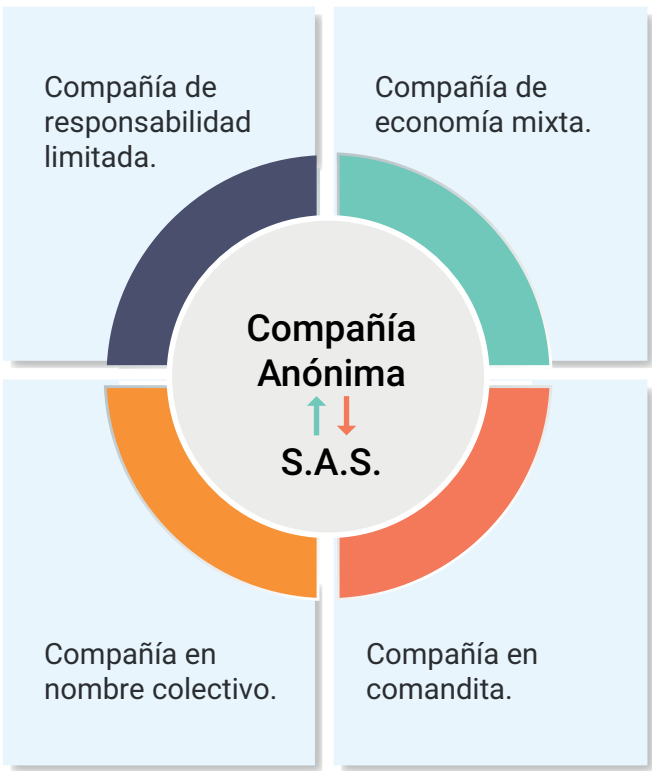 Compañía de
responsabilidad
limitada.
Compañía de
economía mixta.
Compañía
Anónima
S.A.S.
Compañía en
nombre colectivo.
Compañía en
comandita.